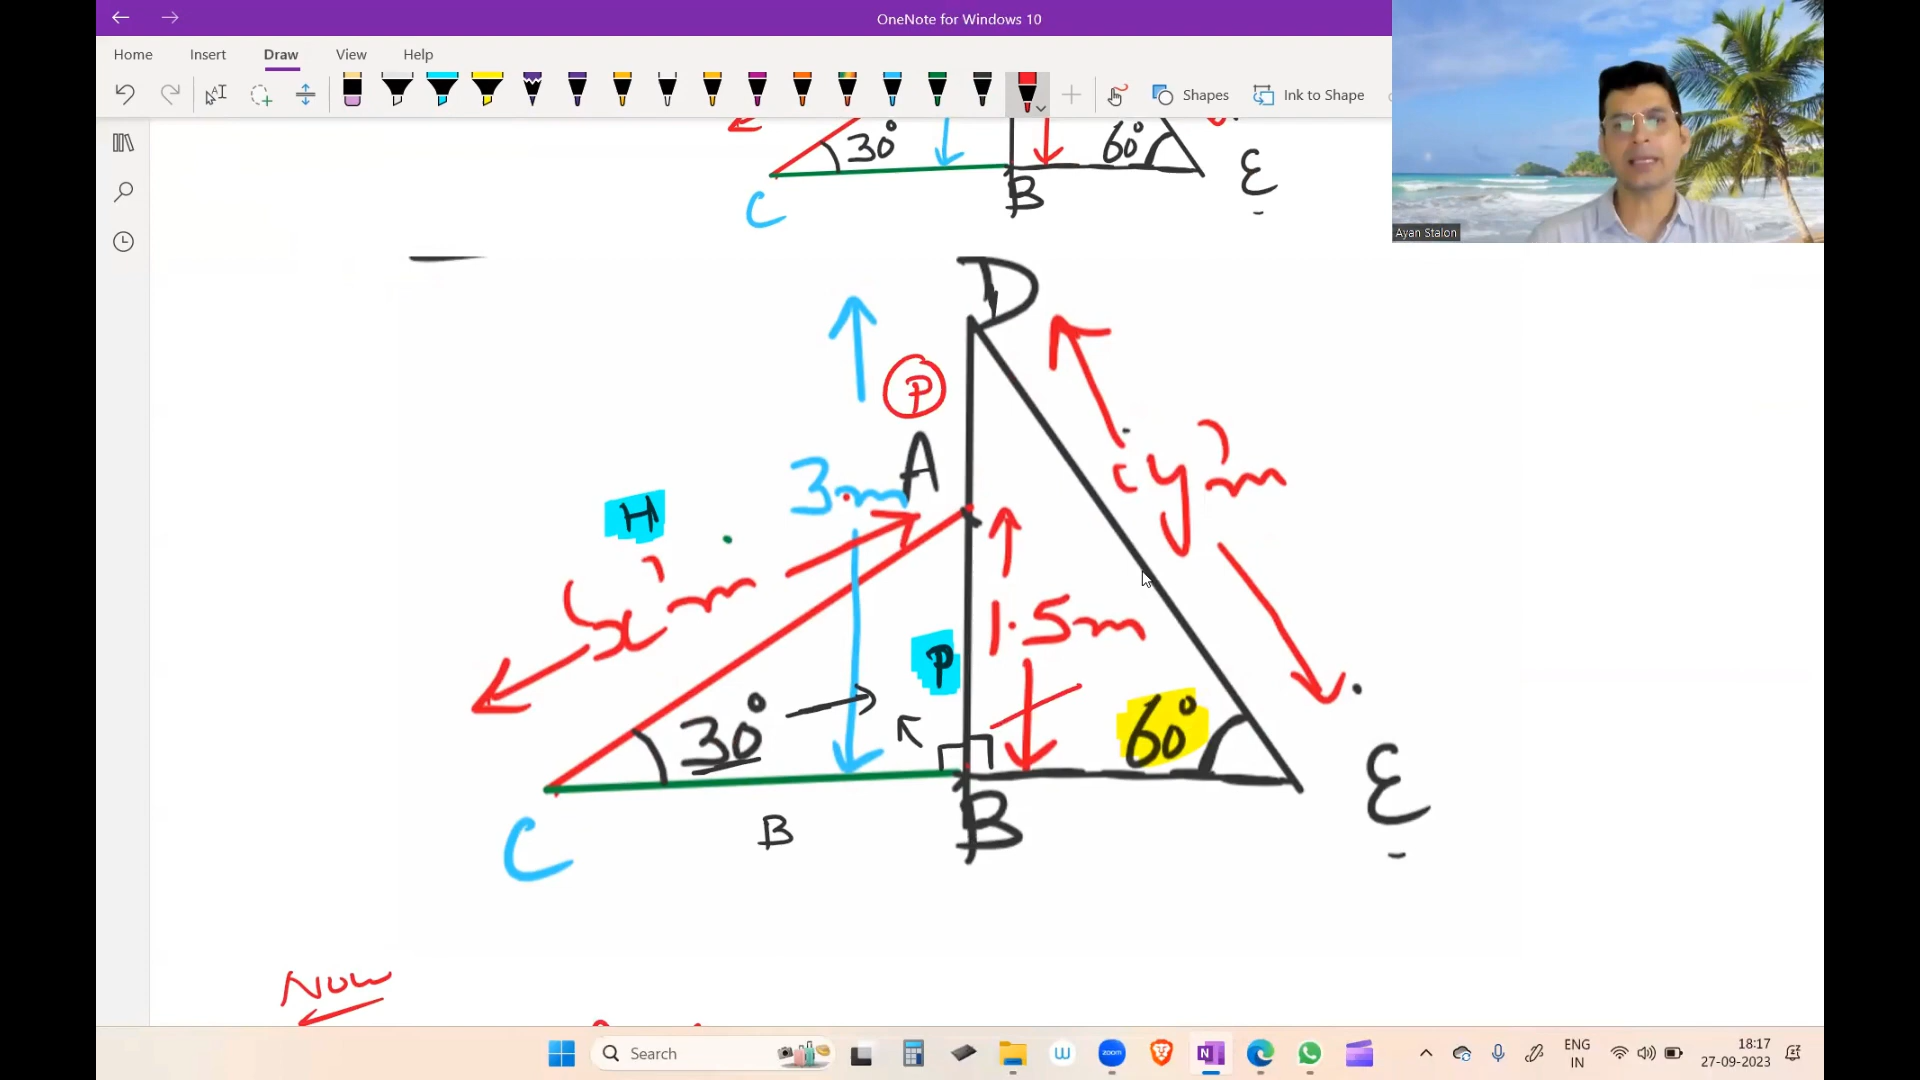 OneNote for Windows 10
Home Insert Draw View Help
Shapes Ink to Shape
Ayan Stalon
30° 60°
C B E
D
P
A
3m
'y'm
H
'x'm
1.5m
P
30° 60°
E
B B
C
Now
Search
zoom
ENG
IN
18:17
27-09-2023